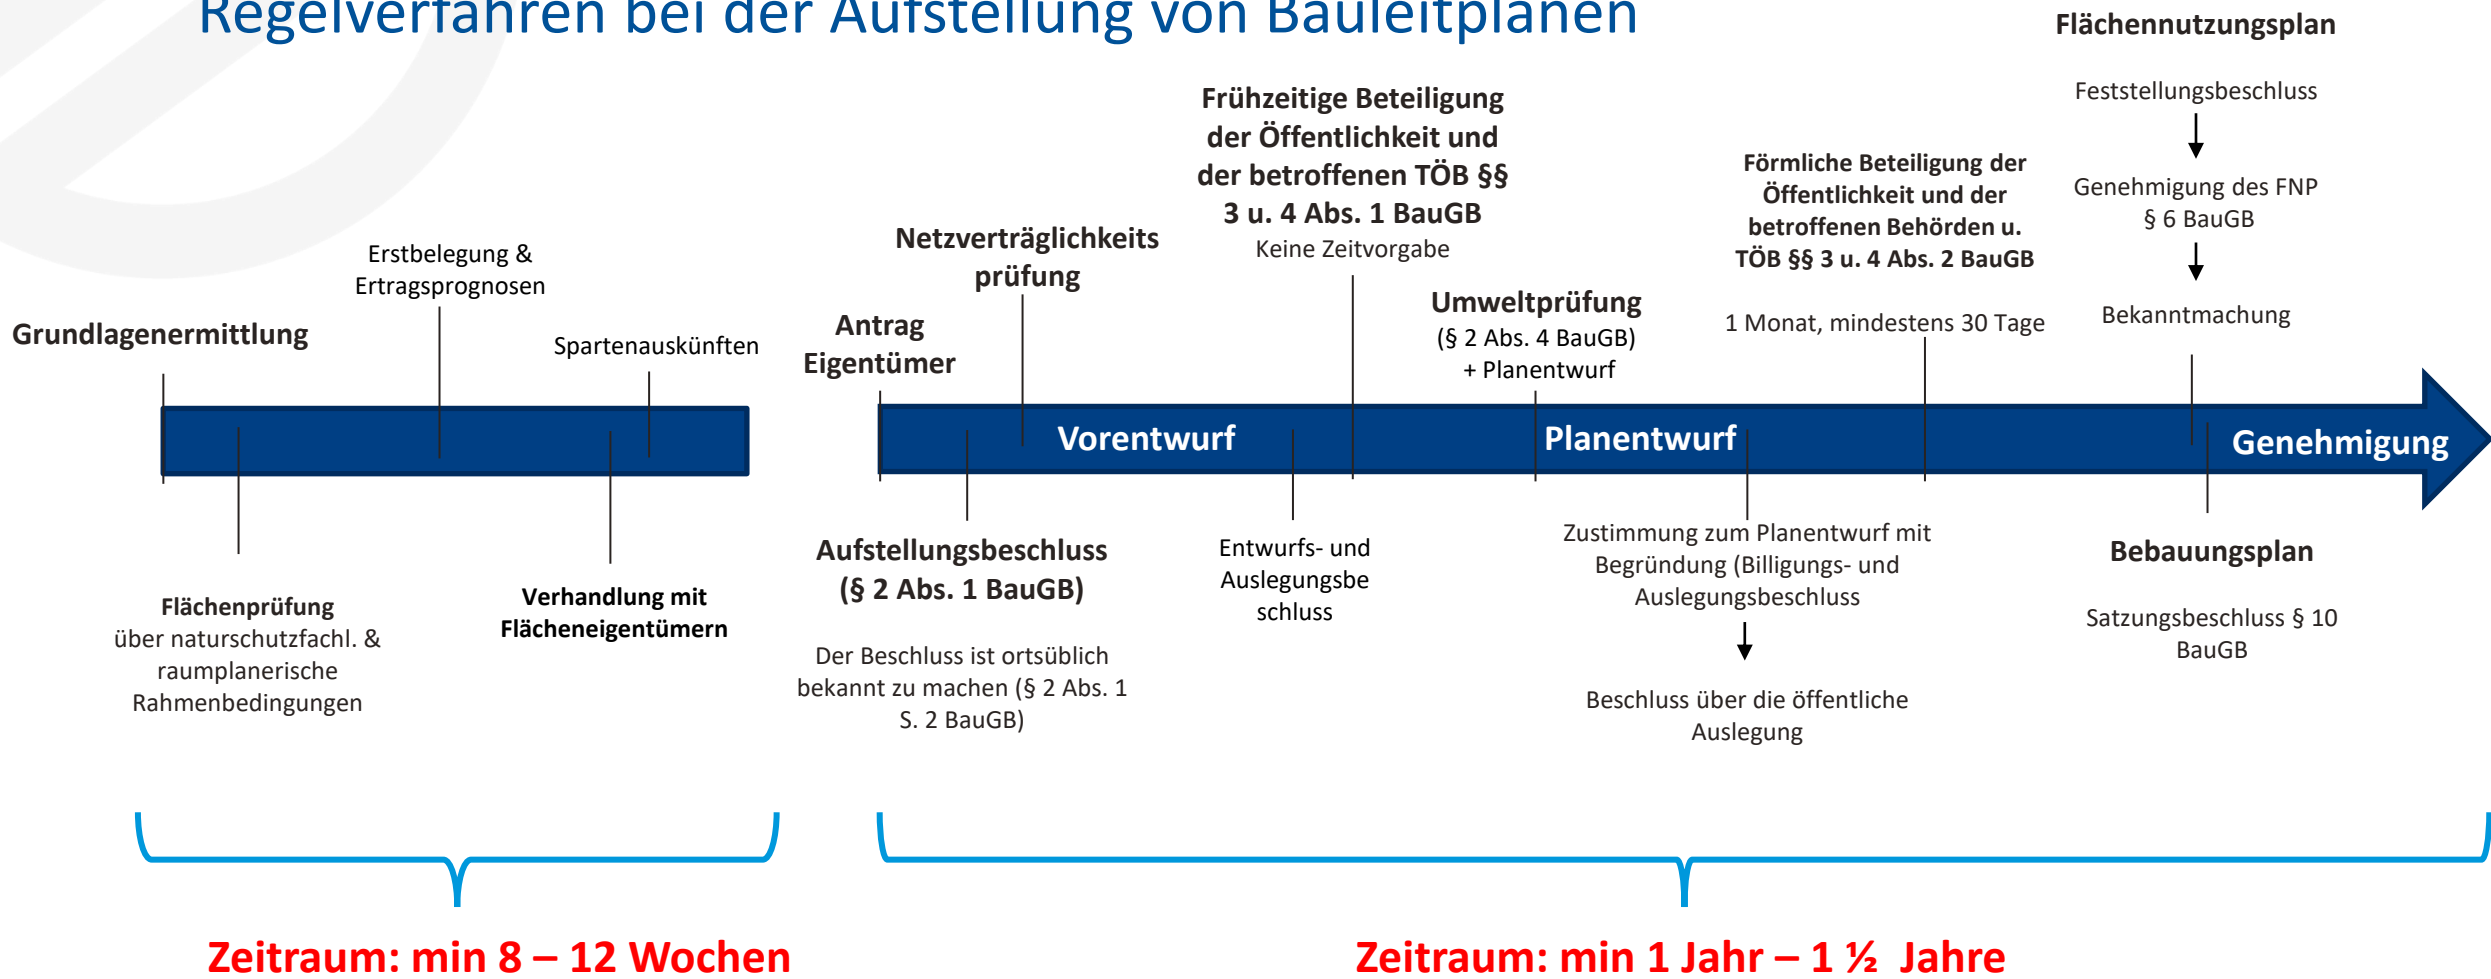 Regelverfahren bei der Aufstellung von Bauleitplänen
Grundlagenermittlung
Erstbelegung &
Ertragsprognosen
Spartenauskünften
Flächenprüfung
über naturschutzfachl. &
raumplanerische
Rahmenbedingungen
Verhandlung mit
Flächeneigentümern
Zeitraum: min 8 – 12 Wochen
Antrag
Eigentümer
Netzverträglichkeits
prüfung
Frühzeitige Beteiligung
der Öffentlichkeit und
der betroffenen TÖB §§
3 u. 4 Abs. 1 BauGB
Keine Zeitvorgabe
Umweltprüfung
(§ 2 Abs. 4 BauGB)
+ Planentwurf
Förmliche Beteiligung der
Öffentlichkeit und der
betroffenen Behörden u.
TÖB §§ 3 u. 4 Abs. 2 BauGB
1 Monat, mindestens 30 Tage
Flächennutzungsplan
Feststellungsbeschluss
Genehmigung des FNP
§ 6 BauGB
Bekanntmachung
Vorentwurf
Planentwurf
Genehmigung
Aufstellungsbeschluss
(§ 2 Abs. 1 BauGB)
Der Beschluss ist ortsüblich
bekannt zu machen (§ 2 Abs. 1
S. 2 BauGB)
Entwurfs- und
Auslegungsbe
schluss
Zustimmung zum Planentwurf mit
Begründung (Billigungs- und
Auslegungsbeschluss
Beschluss über die öffentliche
Auslegung
Bebauungsplan
Satzungsbeschluss § 10
BauGB
Zeitraum: min 1 Jahr – 1 ½ Jahre